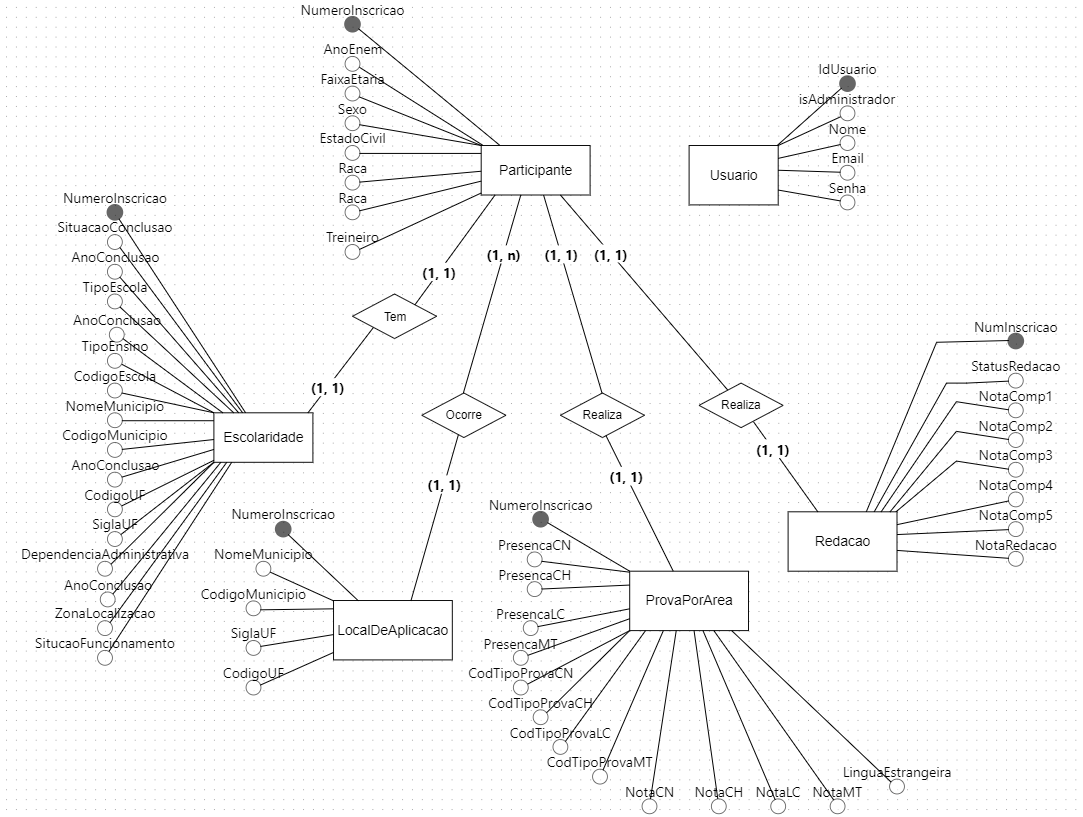 NumeroInscricao
AnoEnem
FaixaEtaria
Sexo
EstadoCivil
Raca
Raca
Treineiro
Participante
IdUsuario
isAdministrador
Nome
Email
Senha
Usuario
(1, 1)
(1, n)
(1, 1)
(1, 1)
Tem
(1, 1)
NumeroInscricao
SituacaoConclusao
AnoConclusao
TipoEscola
AnoConclusao
TipoEnsino
CodigoEscola
NomeMunicipio
CodigoMunicipio
AnoConclusao
CodigoUF
SiglaUF
DependenciaAdministrativa
AnoConclusao
ZonaLocalizacao
SitucaoFuncionamento
Escolaridade
Ocorre
(1, 1)
NumeroInscricao
NomeMunicipio
CodigoMunicipio
SiglaUF
CodigoUF
LocalDeAplicacao
Realiza
(1, 1)
NumeroInscricao
PresencaCN
PresencaCH
PresencaLC
PresencaMT
CodTipoProvaCN
CodTipoProvaCH
CodTipoProvaLC
CodTipoProvaMT
NotaCN
NotaCH
NotaLC
NotaMT
LinguaEstrangeira
ProvaPorArea
Realiza
(1, 1)
NumInscricao
StatusRedacao
NotaComp1
NotaComp2
NotaComp3
NotaComp4
NotaComp5
NotaRedacao
Redacao